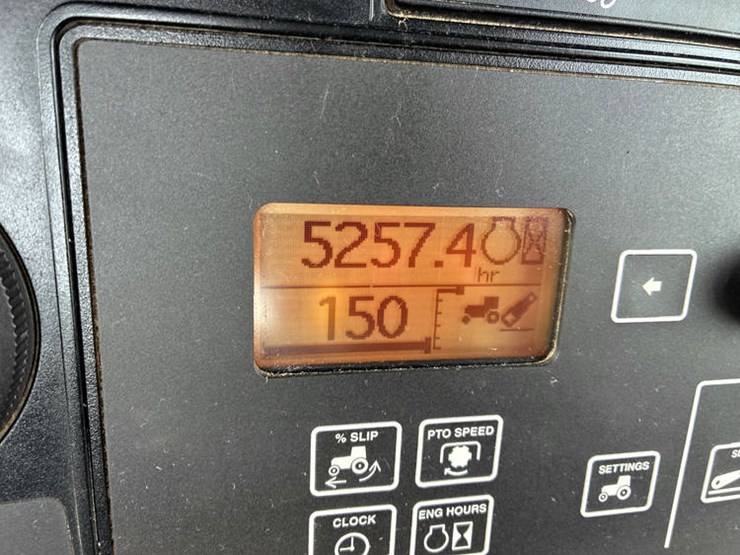 5257.4
hr
150
% SLIP
PTO SPEED
SETTINGS
CLOCK
ENG HOURS